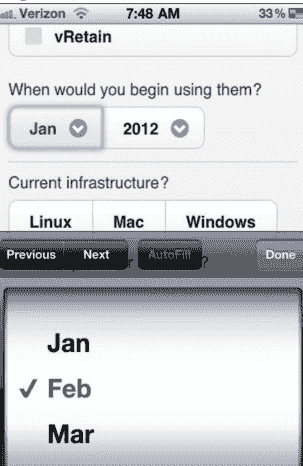 Verizon 7:48 AM 33%
vRetain
When would you begin using them?
Jan 2012
Current infrastructure?
Linux Mac Windows
Previous Next AutoFill r ? Done
Jan
✓ Feb
Mar